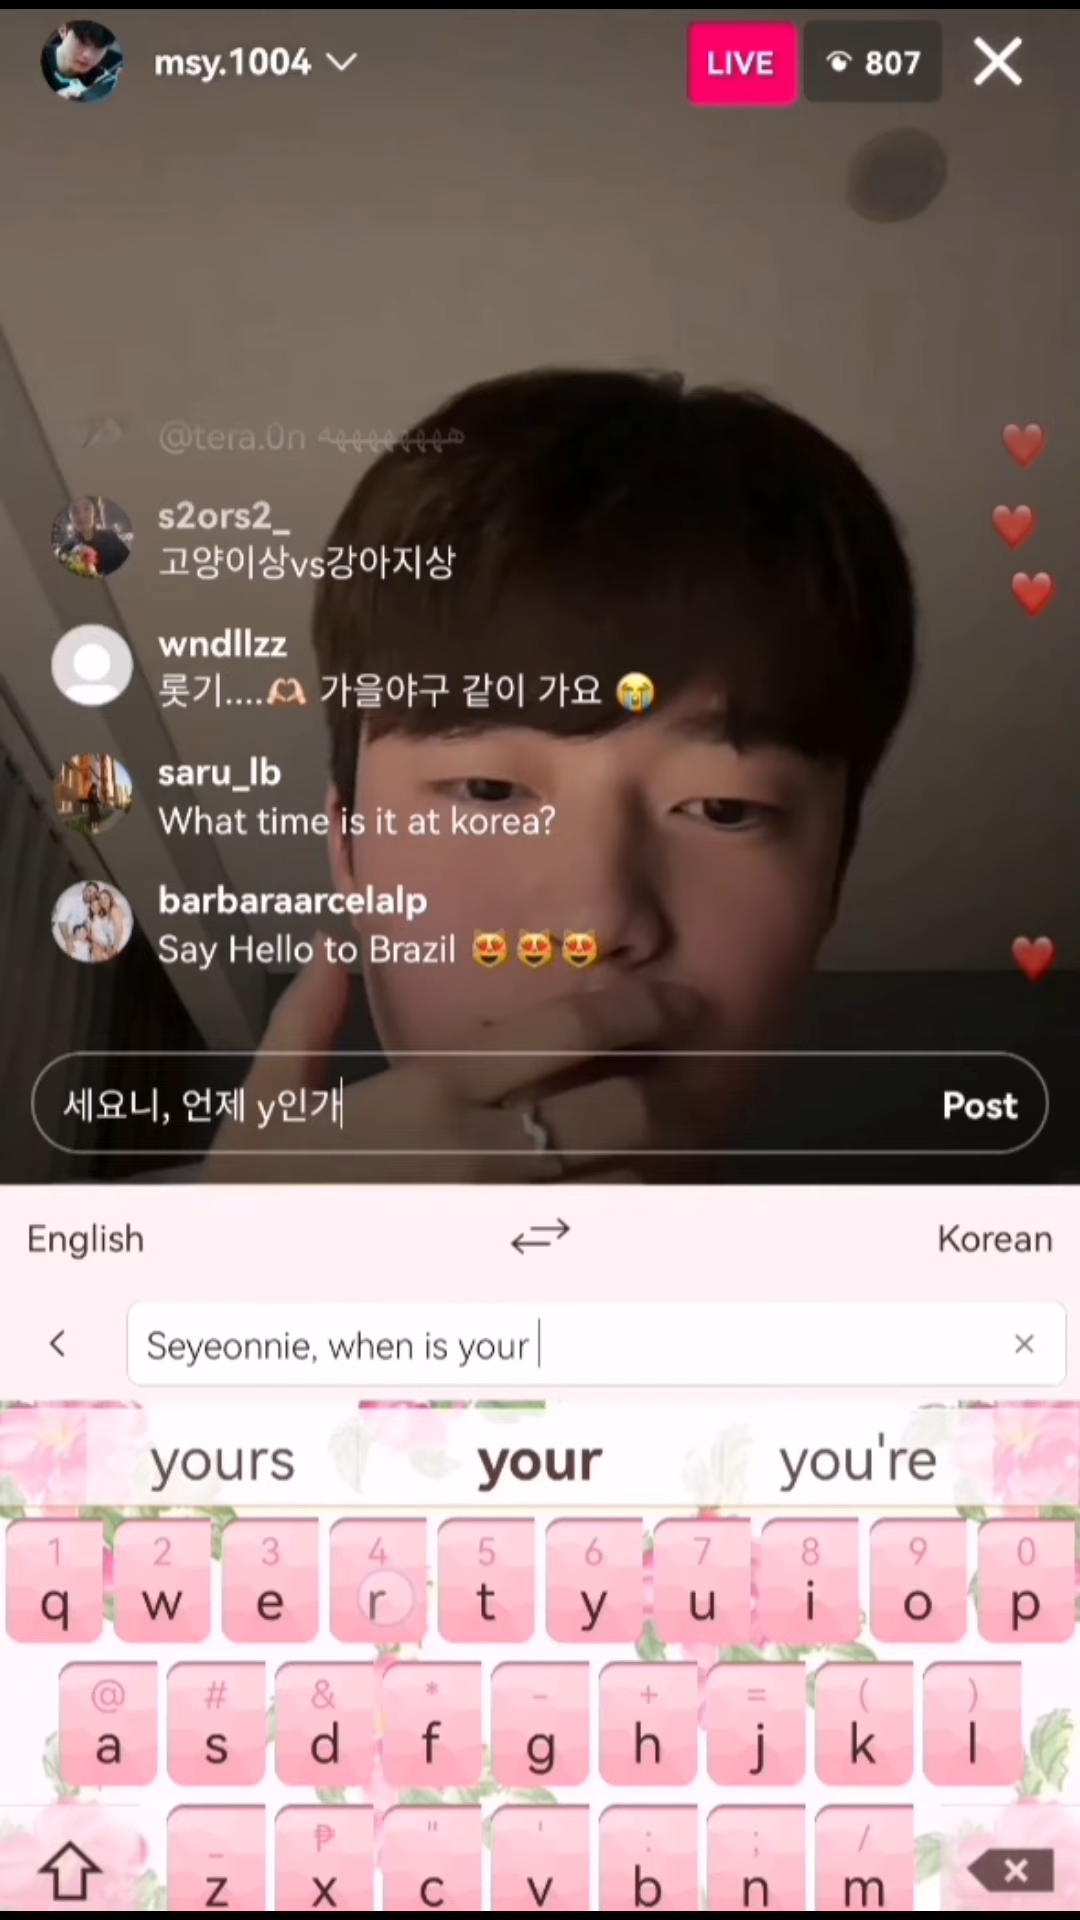 msy.1004
LIVE
807
@tera.0n
s2ors2_
고양이상vs강아지상
wndllzz
롯기....🫶🏼 가을야구 같이 가요 😭
saru_lb
What time is it at korea?
barbaraarcelalp
Say Hello to Brazil 😻😻😻
세요니, 언제 y인가
Post
English
Korean
Seyeonnie, when is your
yours your you're
1 2 3 4 5 6 7 8 9 0
q w e r t y u i o p
@ # & * - + = ( )
a s d f g h j k l
_ ₱ " ' : ; /
z x c v b n m